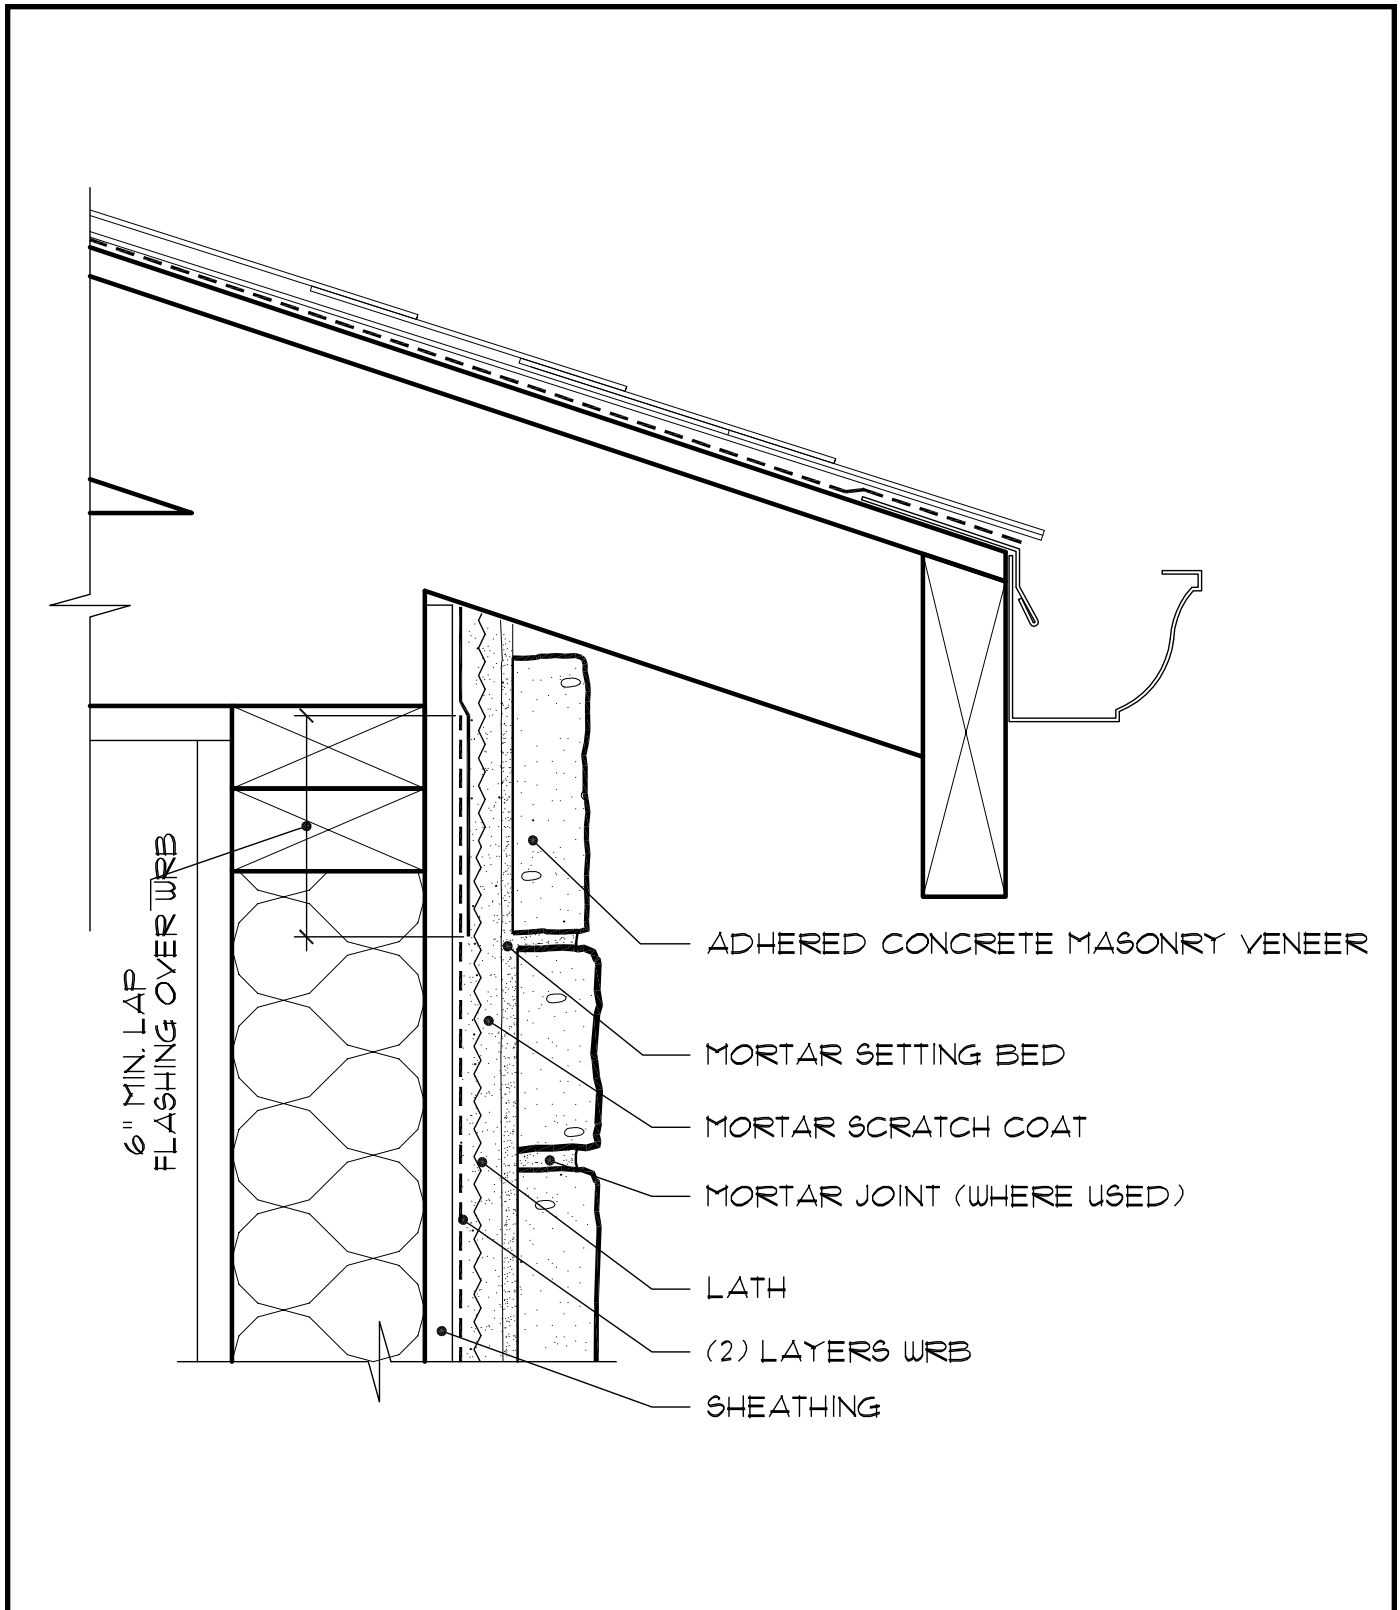 6" MIN. LAP
FLASHING OVER WRB
ADHERED CONCRETE MASONRY VENEER
MORTAR SETTING BED
MORTAR SCRATCH COAT
MORTAR JOINT (WHERE USED)
LATH
(2) LAYERS WRB
SHEATHING